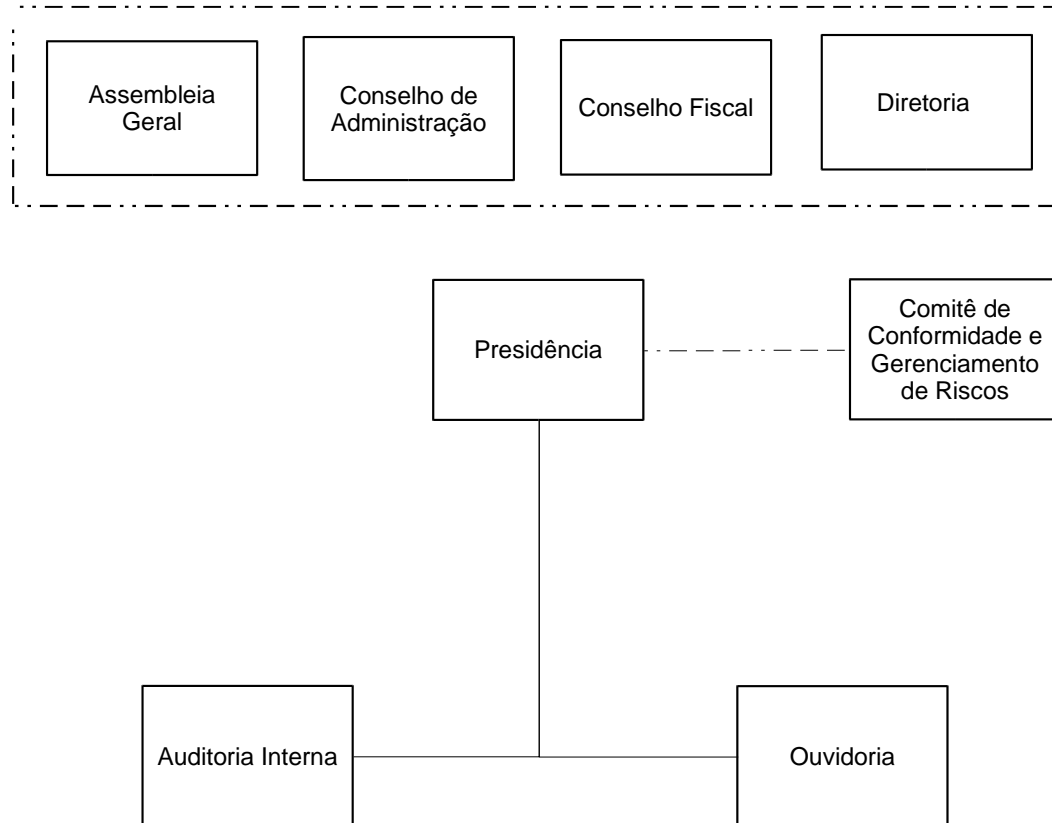 Assembleia
Geral
Conselho de
Administração
Conselho Fiscal
Diretoria
Presidência
Comitê de
Conformidade e
Gerenciamento
de Riscos
Auditoria Interna
Ouvidoria